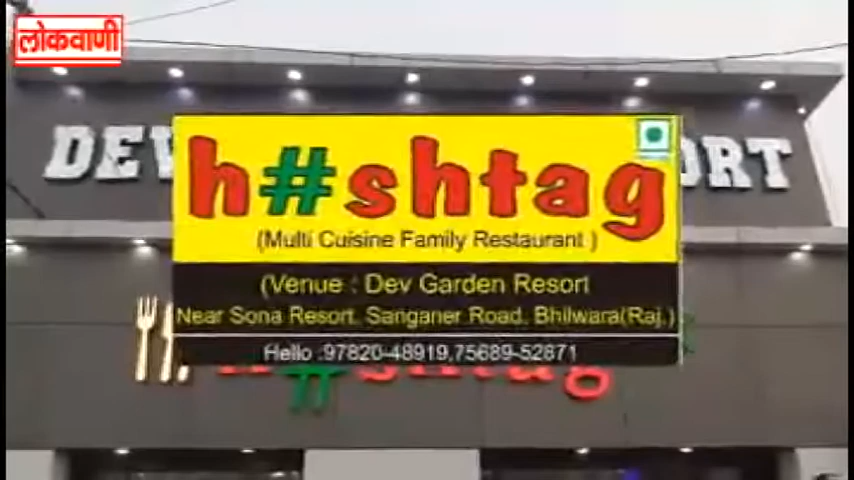 लोकवाणी
DEV
ORT
h#shtag
(Multi Cuisine Family Restaurant )
(Venue : Dev Garden Resort
Near Sona Resort, Sanganer Road, Bhilwara(Raj.)
Hello :97820-48919,75689-52871
h#shtag